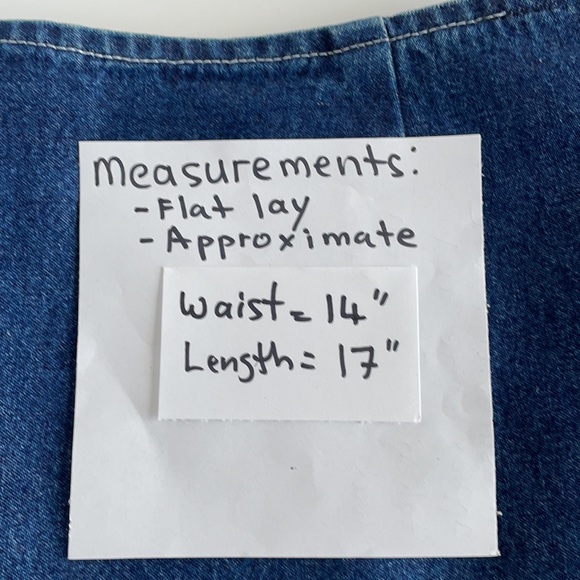 Measurements:
- Flat lay
- Approximate
Waist = 14"
Length = 17"